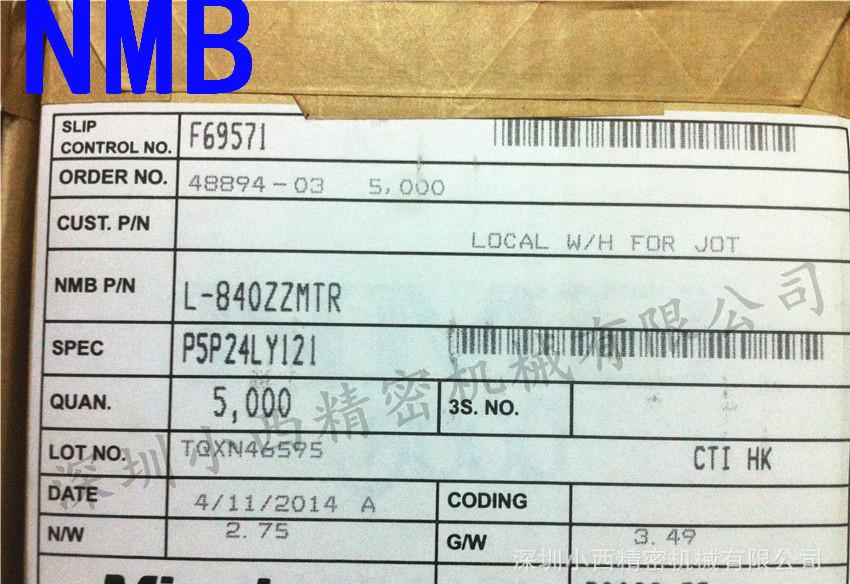 NMB
SLIP CONTROL NO. F69571
ORDER NO. 48894-03 5,000
CUST. P/N
LOCAL W/H FOR JOT
NMB P/N L-840ZZMTR
SPEC P5P24LY121
QUAN. 5,000 3S. NO.
LOT NO. TQXN46595 CTI HK
DATE 4/11/2014 A CODING
N/W 2.75 G/W 3.49
深圳小西精密机械有限公司
深圳小西精密机械有限公司